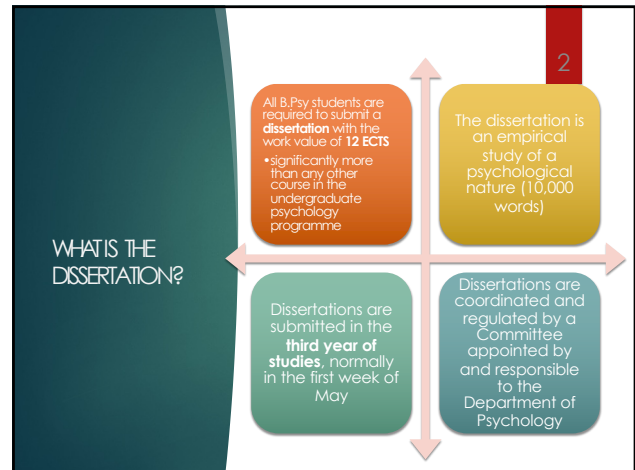 2
WHAT IS THE
DISSERTATION?
All B.Psy students are
required to submit a
dissertation with the
work value of 12 ECTS
•significantly more
than any other
course in the
undergraduate
psychology
programme
The dissertation is
an empirical
study of a
psychological
nature (10,000
words)
Dissertations are
submitted in the
third year of
studies, normally
in the first week of
May
Dissertations are
coordinated and
regulated by a
Committee
appointed by
and responsible
to the
Department of
Psychology